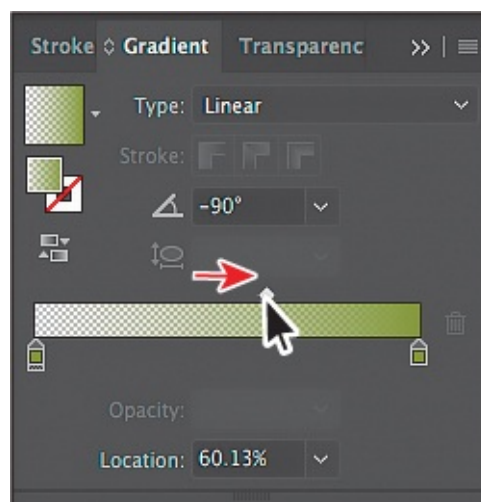 Stroke Gradient Transparenc
Type: Linear
Stroke:
-90°
Opacity:
Location: 60.13%